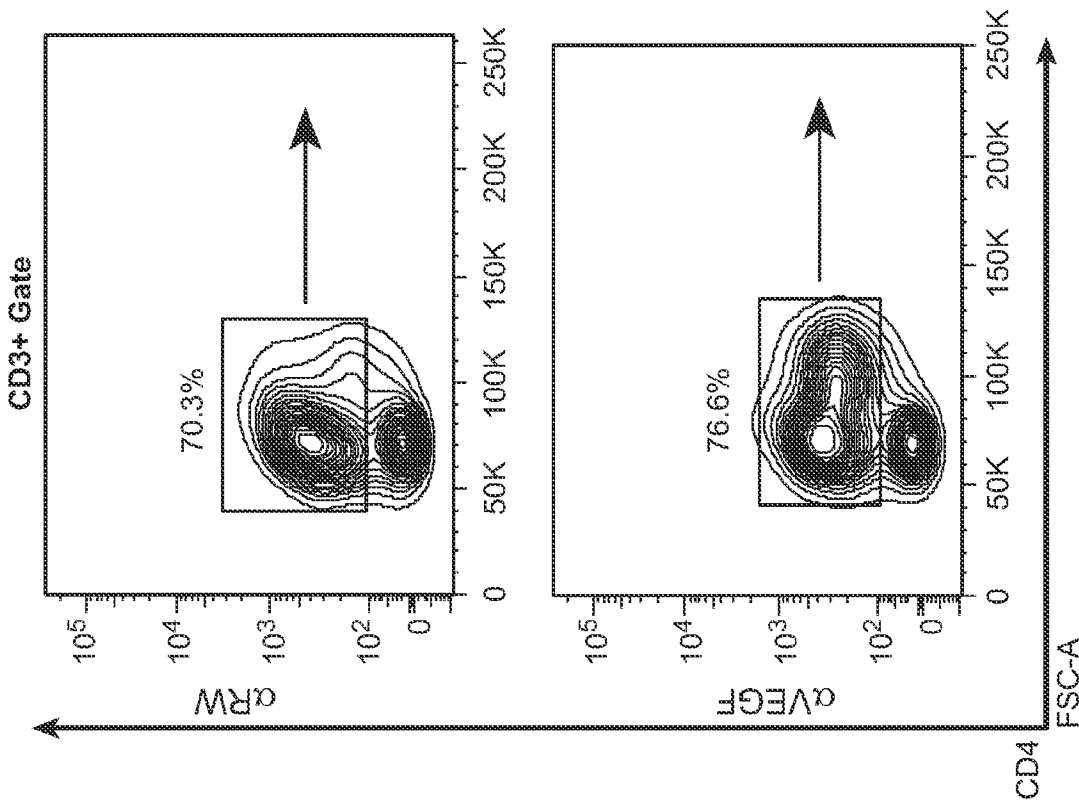 CD3+ Gate
αRW
70.3%
10⁵
10⁴
10³
10²
0
0
50K
100K
150K
200K
250K
αVEGF
76.6%
10⁵
10⁴
10³
10²
0
0
50K
100K
150K
200K
250K
CD4
FSC-A